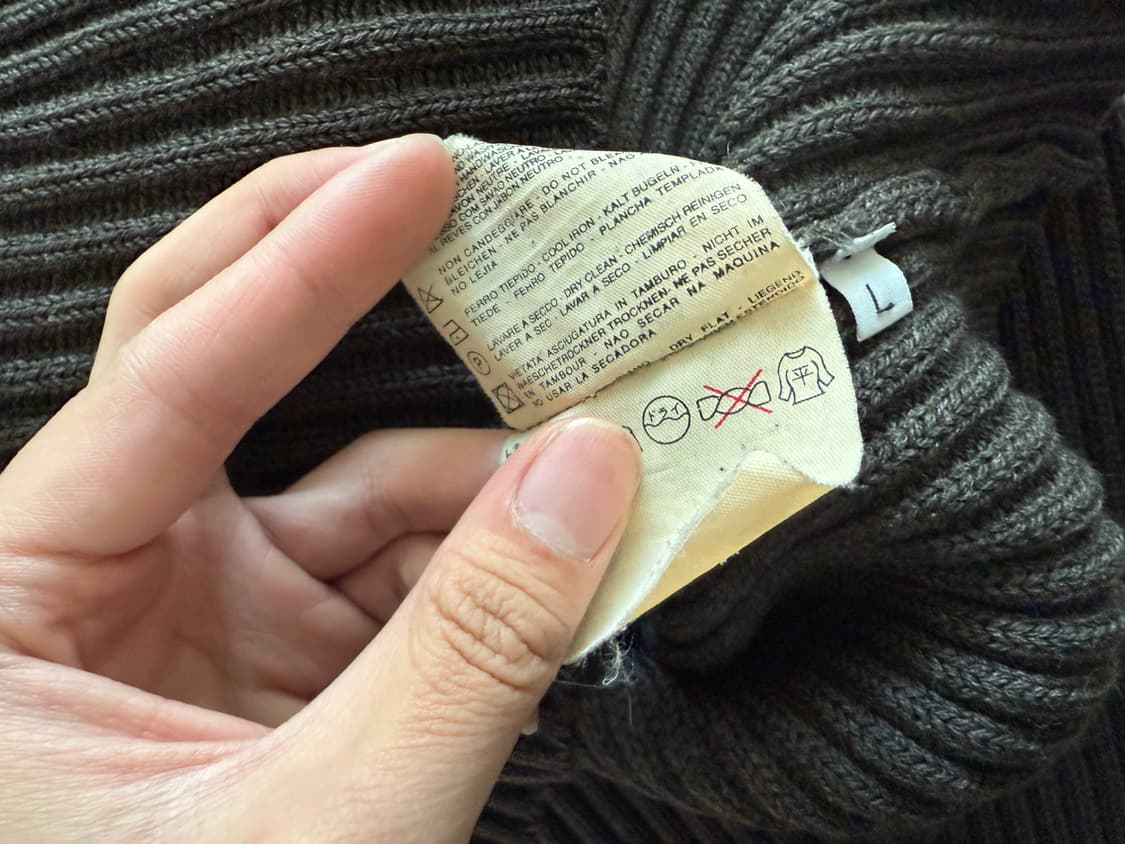 NEUTRO
NON CANDEGGIARE - DO NOT BLEA
BLEICHEN - NE PAS BLANCHIR - NAO
NO LEJIA
FERRO TIEPIDO - COOL IRON - KALT BUGELN -
TIEDE - FERRO TEPIDO - PLANCHA TEMPLADA
LAVARE A SECCO - DRY CLEAN - CHEMISCH REINIGEN
LAVER A SEC - LAVAR A SECO - LIMPIAR EN SECO
VIETATA ASCIUGATURA IN TAMBURO - NICHT IM
WAESCHETROCKNER TROCKNEN - NE PAS SECHER
EN TAMBOUR - NÃO SECAR NA MAQUINA
NO USAR LA SECADORA
DRY FLAT - LIEGEND
P
ドライ
平
L